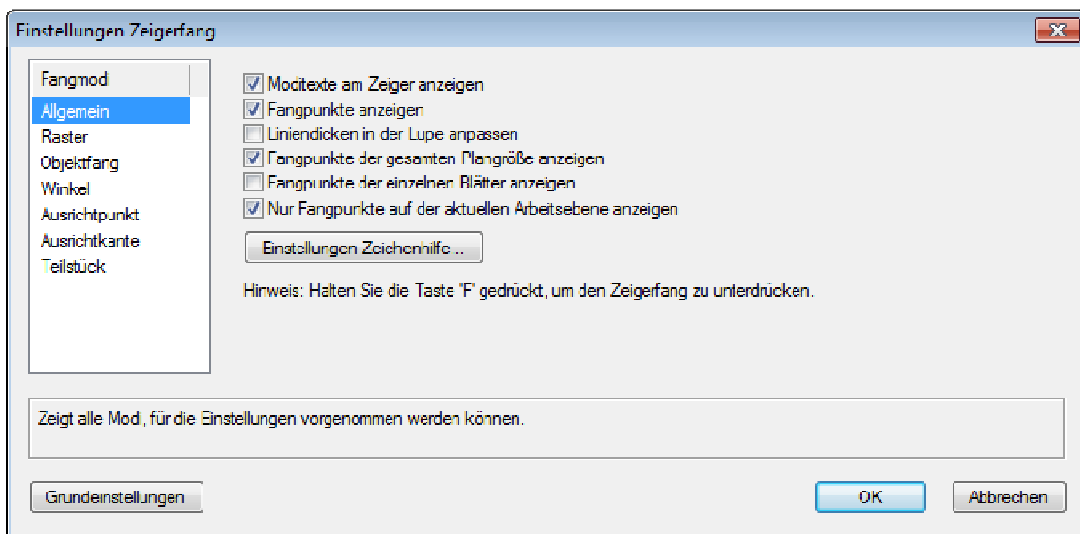 Einstellungen Zeigerfang
Fangmodi
Allgemein
Raster
Objektfang
Winkel
Ausrichtpunkt
Ausrichtkante
Teilstück
Moditexte am Zeiger anzeigen
Fangpunkte anzeigen
Liniendicken in der Lupe anpassen
Fangpunkte der gesamten Plangröße anzeigen
Fangpunkte der einzelnen Blätter anzeigen
Nur Fangpunkte auf der aktuellen Arbeitsebene anzeigen
Einstellungen Zeichenhilfe...
Hinweis: Halten Sie die Taste "F" gedrückt, um den Zeigerfang zu unterdrücken.
Zeigt alle Modi, für die Einstellungen vorgenommen werden können.
Grundeinstellungen
OK
Abbrechen